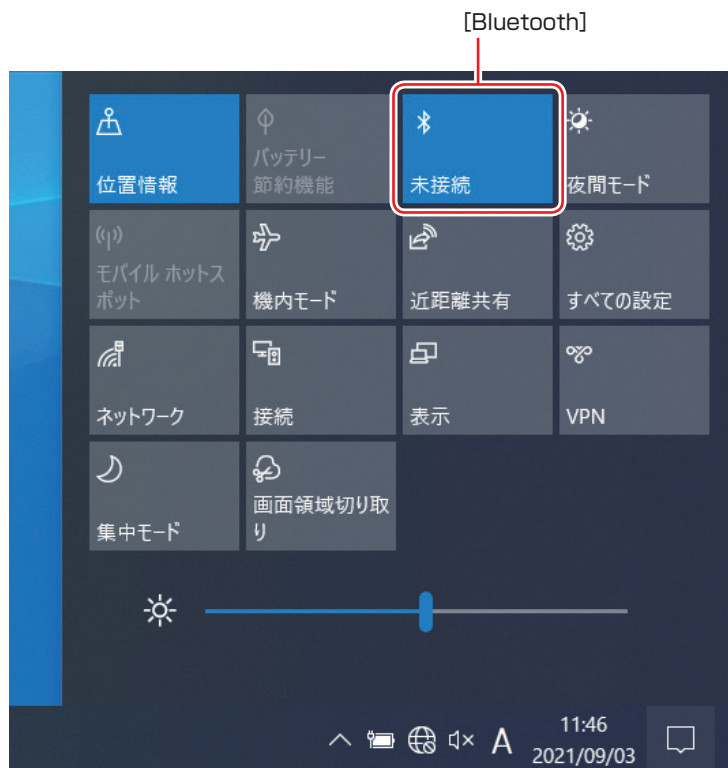 [Bluetooth]
位置情報
バッテリー
節約機能
未接続
夜間モード
モバイル ホットス
ポット
機内モード
近距離共有
すべての設定
ネットワーク
接続
表示
VPN
集中モード
画面領域切り取
り
A
11:46
2021/09/03